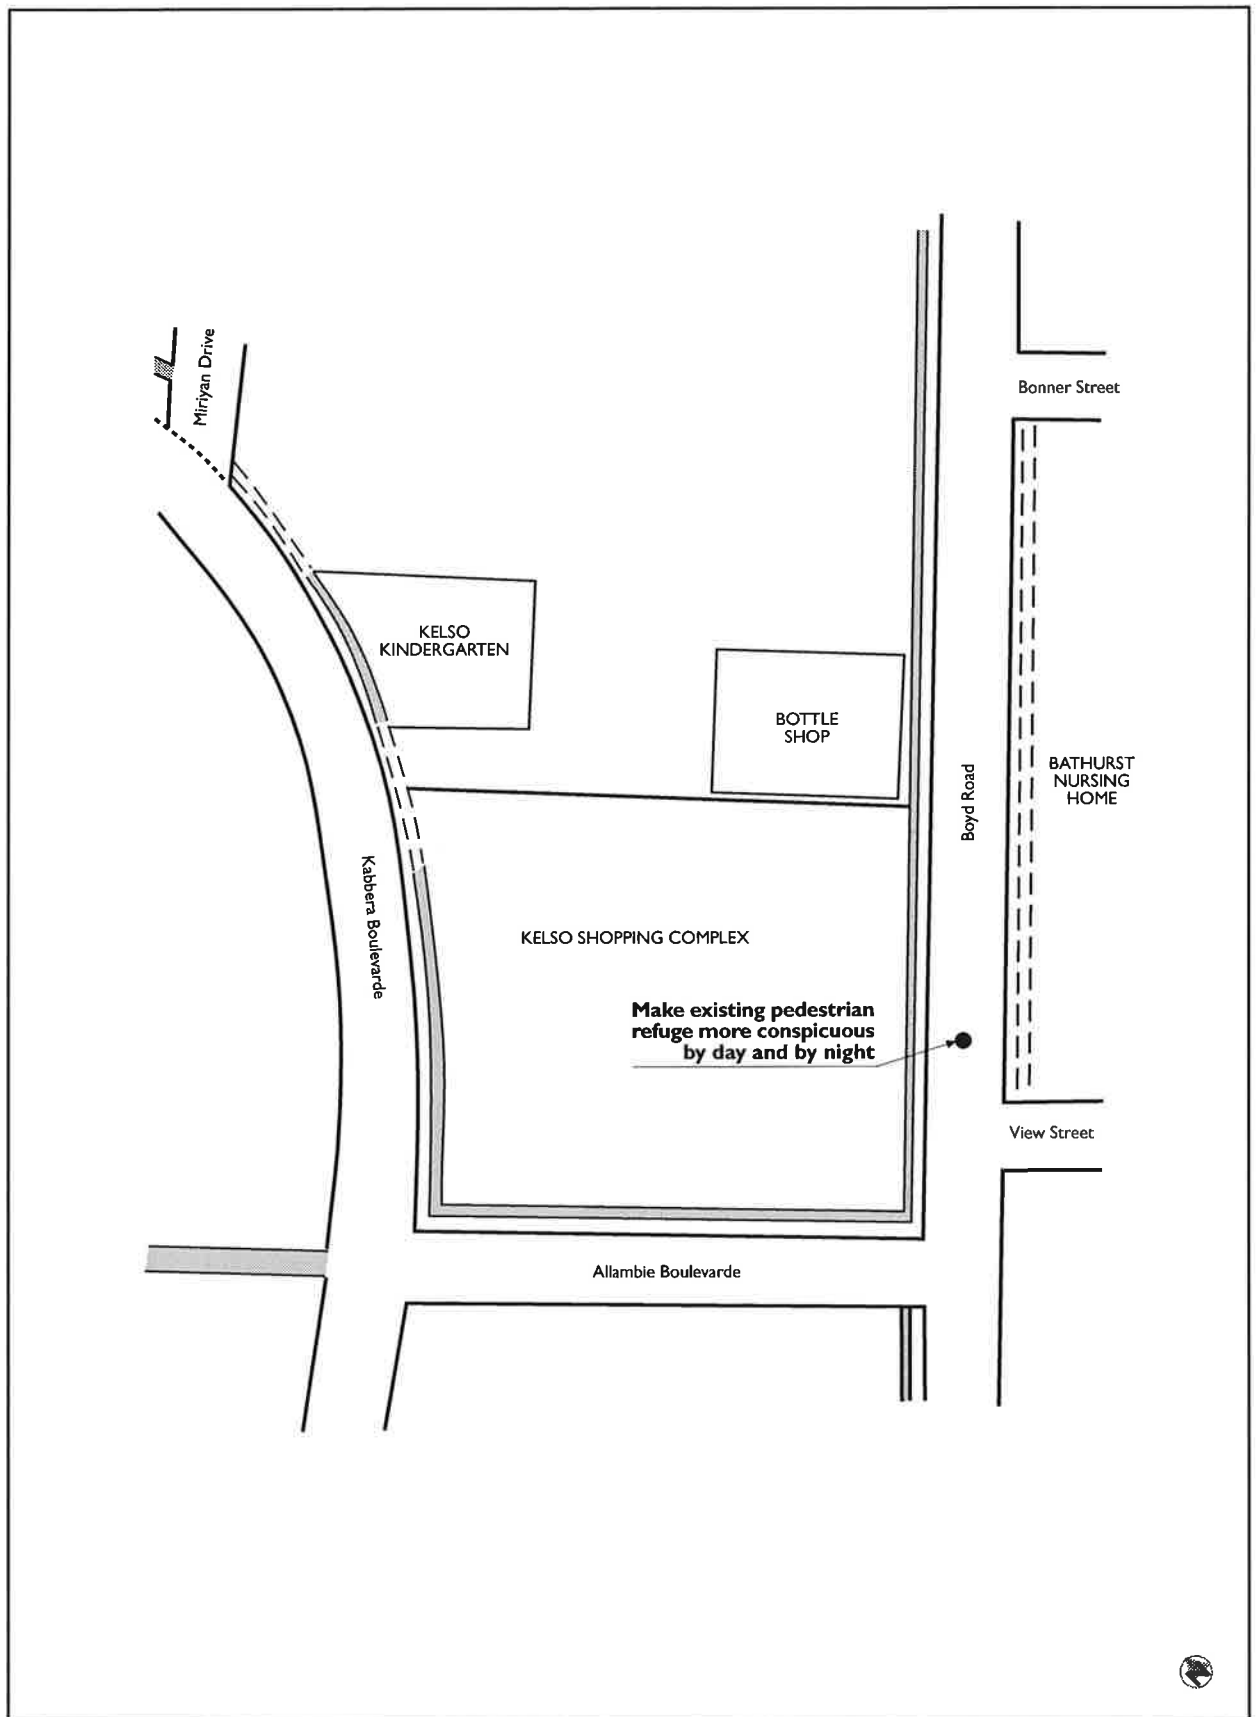 Miriyan Drive
Bonner Street
KELSO
KINDERGARTEN
BOTTLE
SHOP
Boyd Road
BATHURST
NURSING
HOME
Kabbera Boulevarde
KELSO SHOPPING COMPLEX
Make existing pedestrian
refuge more conspicuous
by day and by night
View Street
Allambie Boulevarde